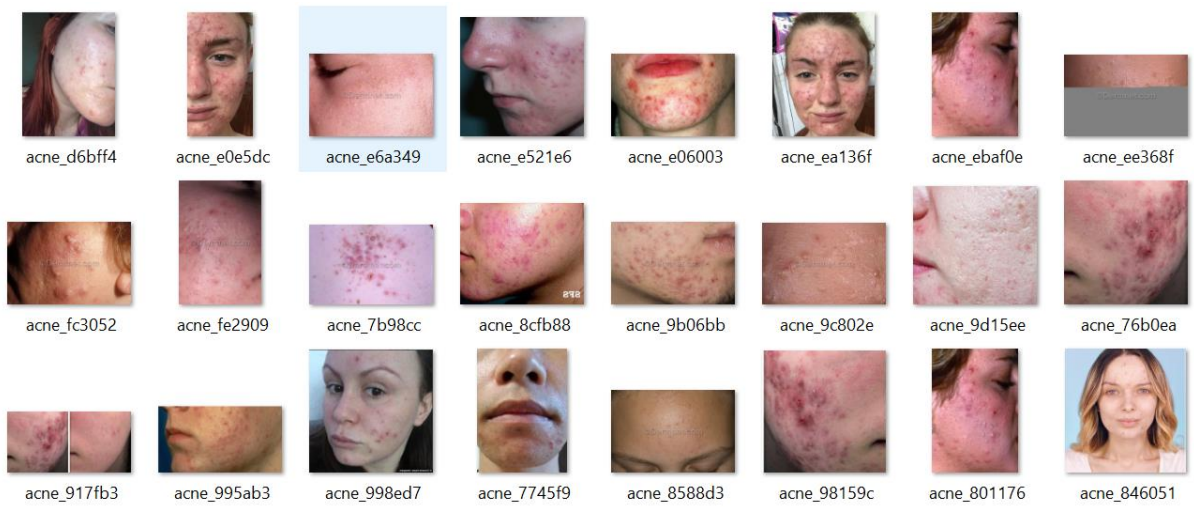 acne_d6bff4 acne_e0e5dc acne_e6a349 acne_e521e6 acne_e06003 acne_ea136f acne_ebaf0e acne_ee368f
acne_fc3052 acne_fe2909 acne_7b98cc acne_8cfb88 acne_9b06bb acne_9c802e acne_9d15ee acne_76b0ea
acne_917fb3 acne_995ab3 acne_998ed7 acne_7745f9 acne_8588d3 acne_98159c acne_801176 acne_846051